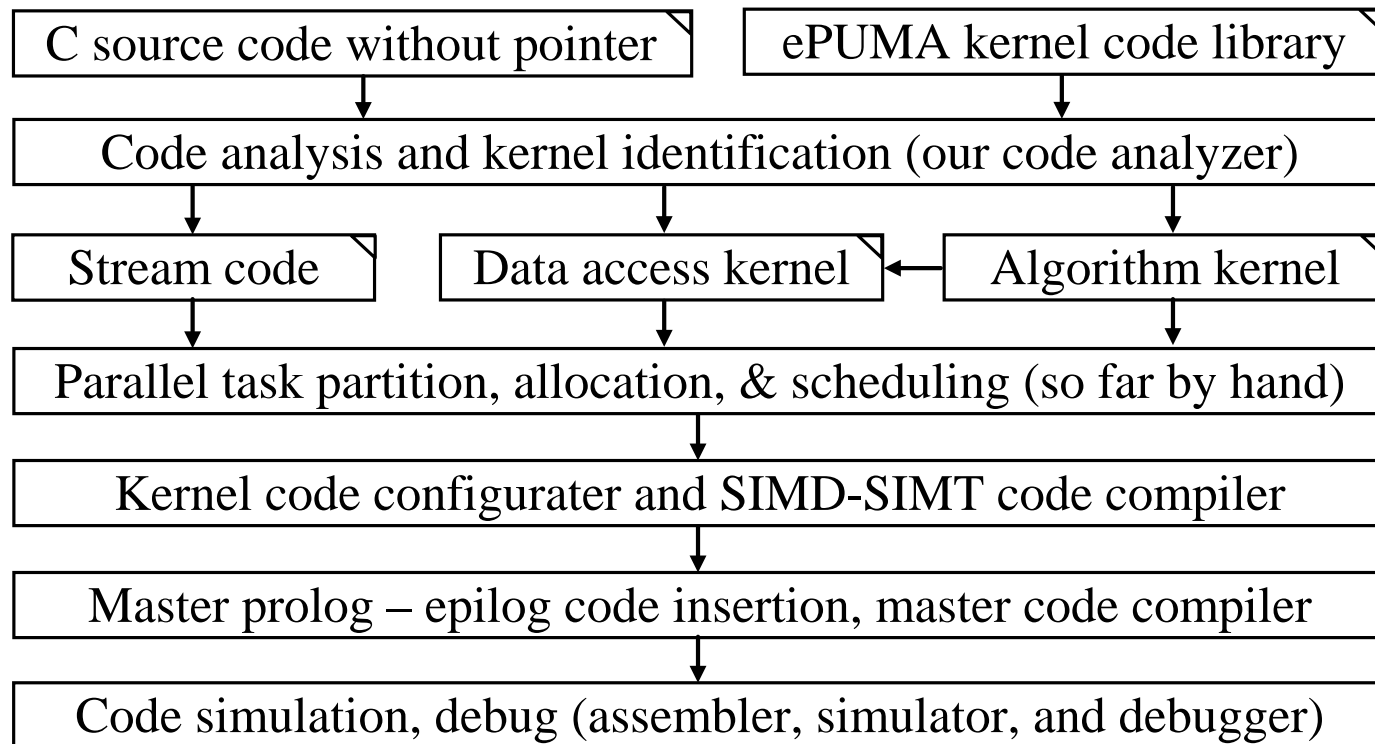 C source code without pointer
ePUMA kernel code library
Code analysis and kernel identification (our code analyzer)
Stream code
Data access kernel
Algorithm kernel
Parallel task partition, allocation, & scheduling (so far by hand)
Kernel code configurater and SIMD-SIMT code compiler
Master prolog – epilog code insertion, master code compiler
Code simulation, debug (assembler, simulator, and debugger)